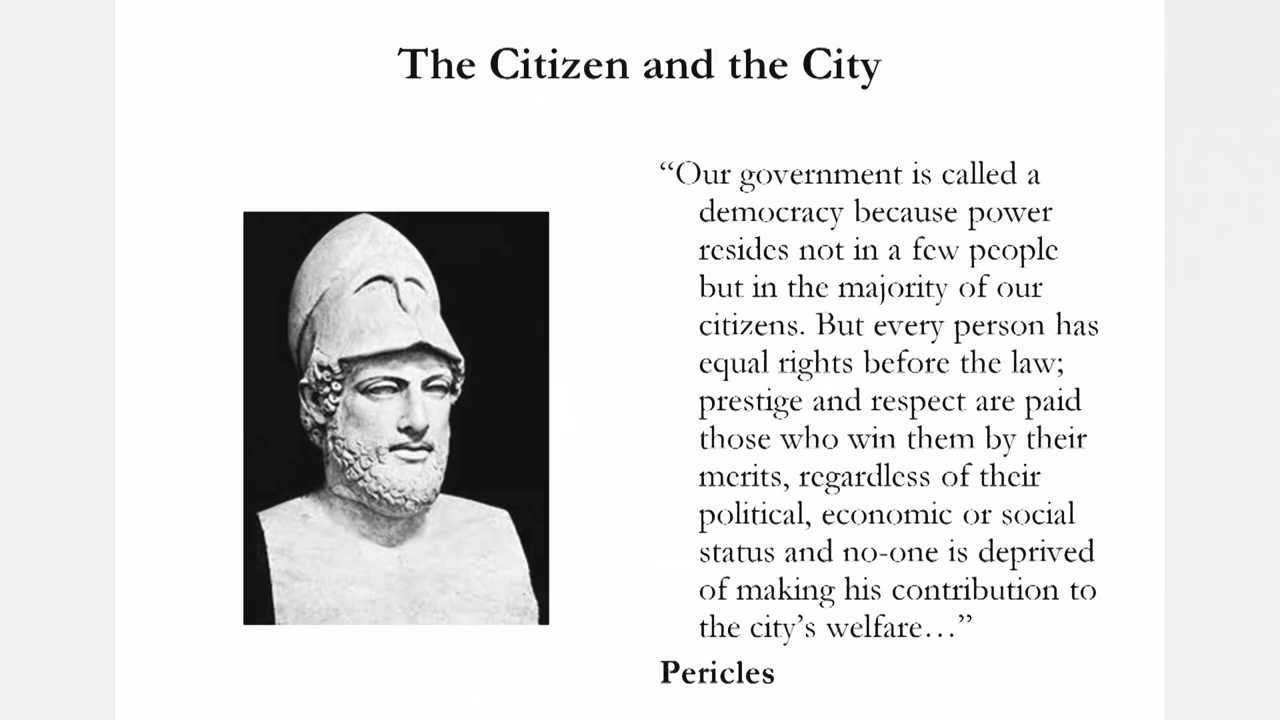 The Citizen and the City
“Our government is called a
democracy because power
resides not in a few people
but in the majority of our
citizens. But every person has
equal rights before the law;
prestige and respect are paid
those who win them by their
merits, regardless of their
political, economic or social
status and no-one is deprived
of making his contribution to
the city’s welfare…”
Pericles